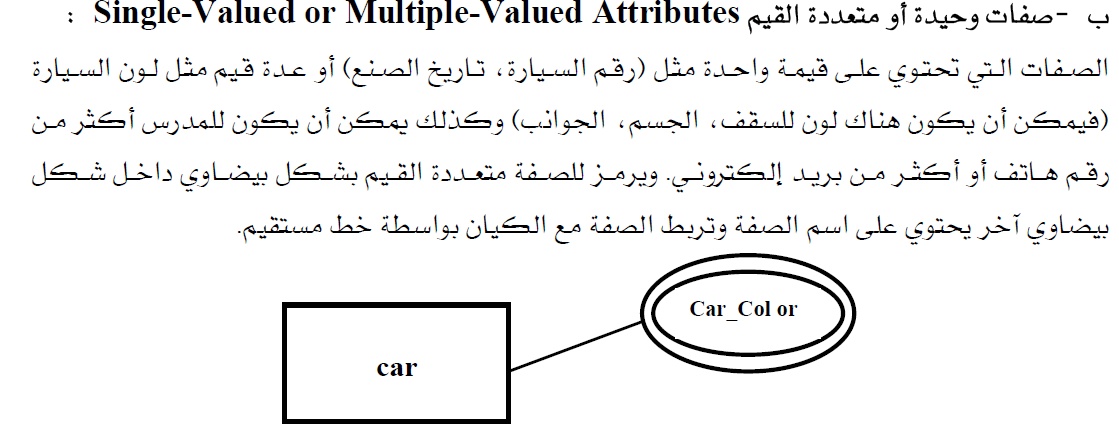 ب -صفات وحيدة أو متعددة القيم Single-Valued or Multiple-Valued Attributes :
الصفات التي تحتوي على قيمة واحدة مثل (رقم السيارة، تاريخ الصنع) أو عدة قيم مثل لون السيارة
(فيمكن أن يكون هناك لون للسقف، الجسم، الجوانب) وكذلك يمكن أن يكون للمدرس أكثر من
رقم هاتف أو أكثر من بريد إلكتروني. ويرمز للصفة متعددة القيم بشكل بيضاوي داخل شكل
بيضاوي آخر يحتوي على اسم الصفة وتربط الصفة مع الكيان بواسطة خط مستقيم.
Car_Col or
car